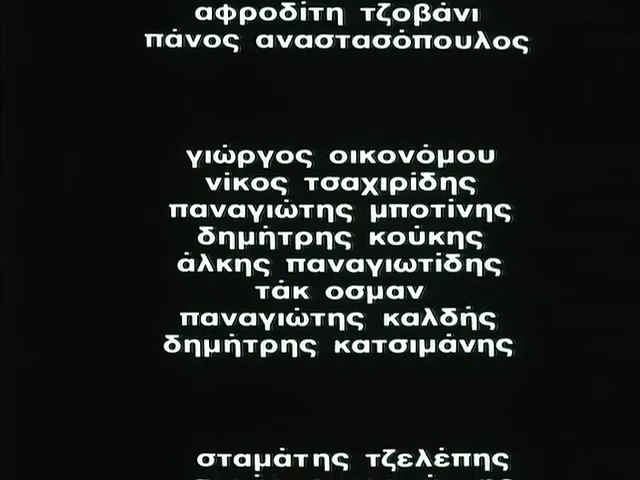 αφροδίτη τζοβάνι
πάνος αναστασόπουλος
γιώργος οικονόμου
νίκος τσαχιρίδης
παναγιώτης μποτίνης
δημήτρης κούκης
άλκης παναγιωτίδης
τάκ οσμαν
παναγιώτης καλδής
δημήτρης κατσιμάνης
σταμάτης τζελέπης